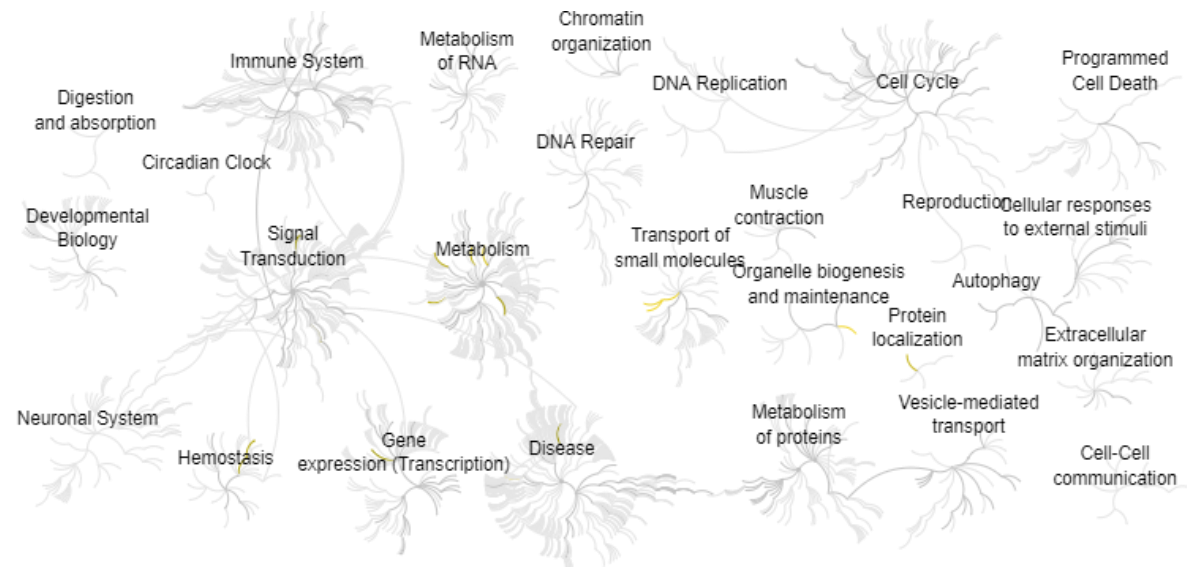 Chromatin
organization
Metabolism
of RNA
Immune System
DNA Replication
Cell Cycle
Programmed
Cell Death
Digestion
and absorption
DNA Repair
Circadian Clock
Developmental
Biology
Signal
Transduction
Metabolism
Muscle
contraction
Reproduction
Cellular responses
to external stimuli
Transport of
small molecules
Organelle biogenesis
and maintenance
Autophagy
Protein
localization
Extracellular
matrix organization
Neuronal System
Hemostasis
Gene
expression (Transcription)
Disease
Metabolism
of proteins
Vesicle-mediated
transport
Cell-Cell
communication